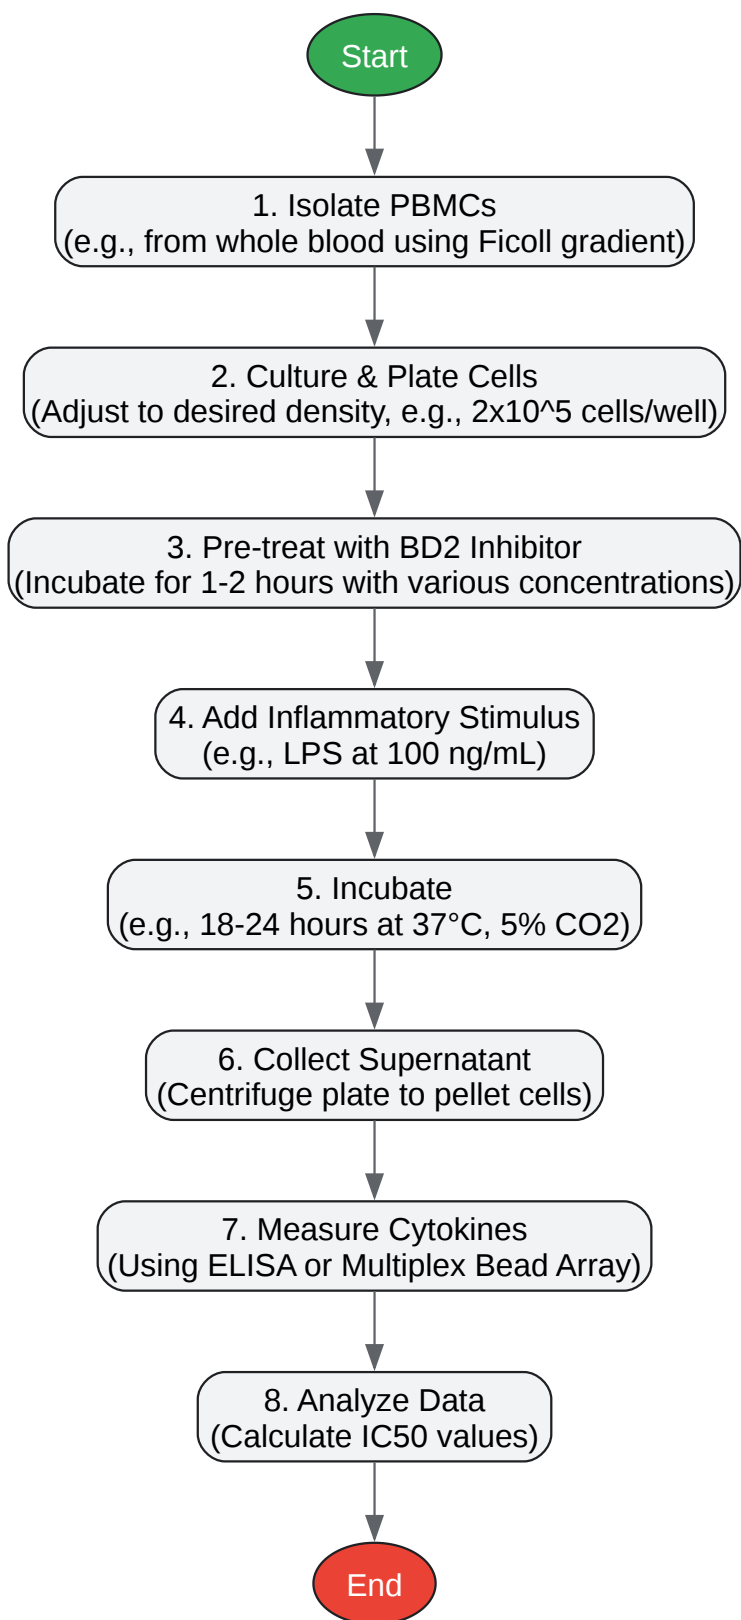 Start
1. Isolate PBMCs
(e.g., from whole blood using Ficoll gradient)
2. Culture & Plate Cells
(Adjust to desired density, e.g., 2x10^5 cells/well)
3. Pre-treat with BD2 Inhibitor
(Incubate for 1-2 hours with various concentrations)
4. Add Inflammatory Stimulus
(e.g., LPS at 100 ng/mL)
5. Incubate
(e.g., 18-24 hours at 37°C, 5% CO2)
6. Collect Supernatant
(Centrifuge plate to pellet cells)
7. Measure Cytokines
(Using ELISA or Multiplex Bead Array)
8. Analyze Data
(Calculate IC50 values)
End